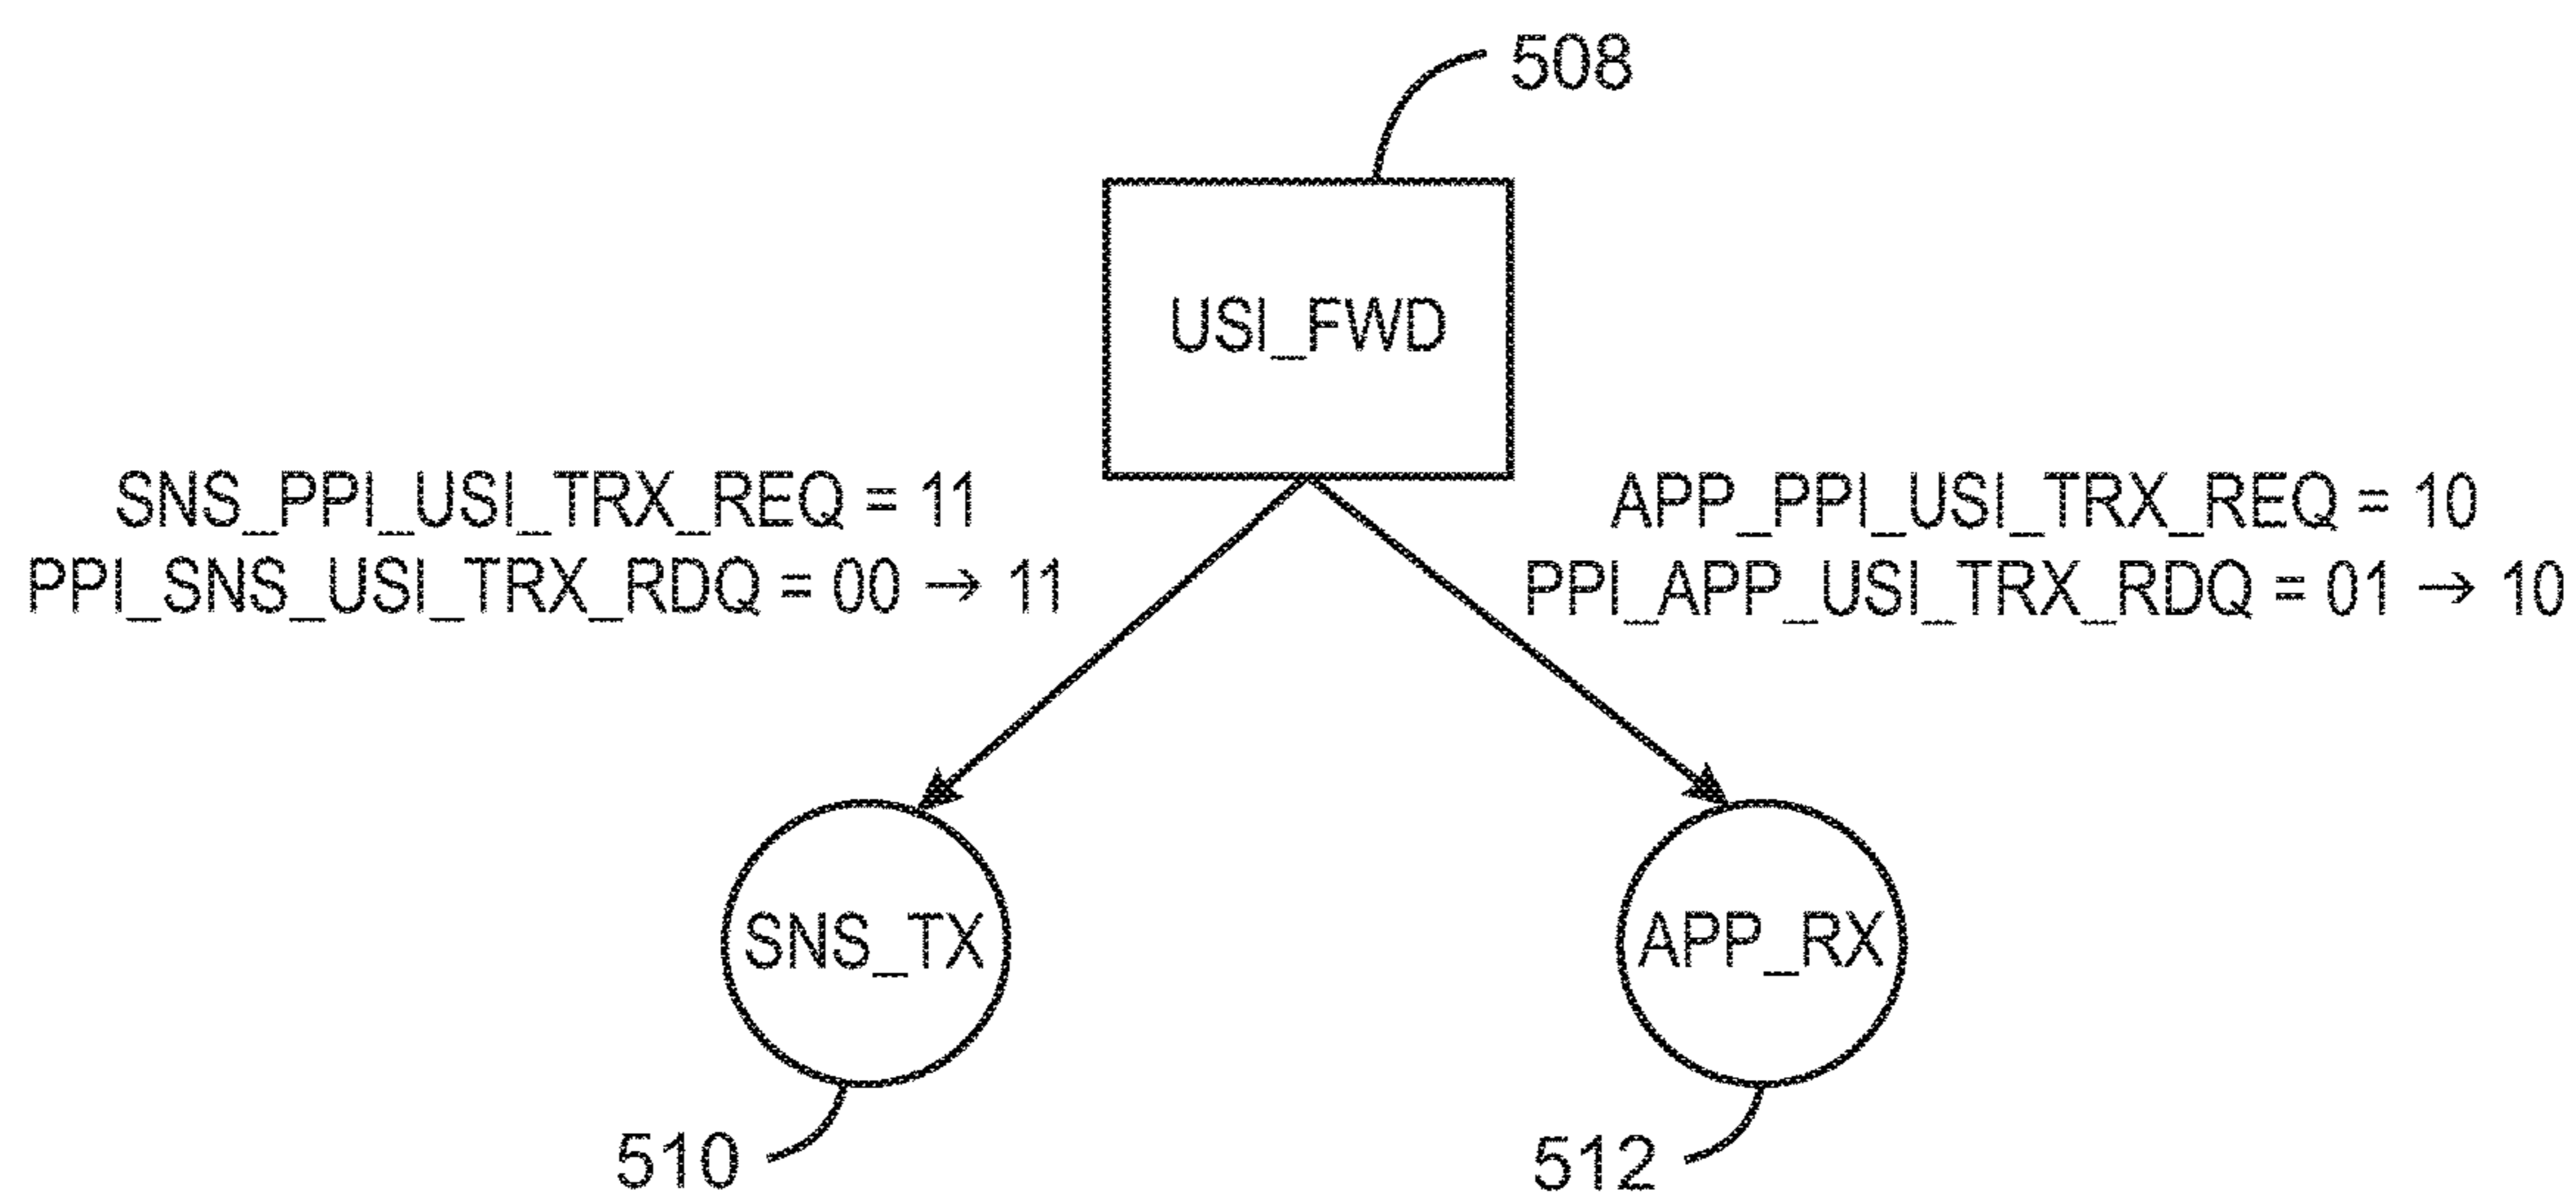 508
USI_FWD
SNS_PPI_USI_TRX_REQ = 11
PPI_SNS_USI_TRX_RDQ = 00 → 11
APP_PPI_USI_TRX_REQ = 10
PPI_APP_USI_TRX_RDQ = 01 → 10
SNS_TX
APP_RX
510
512